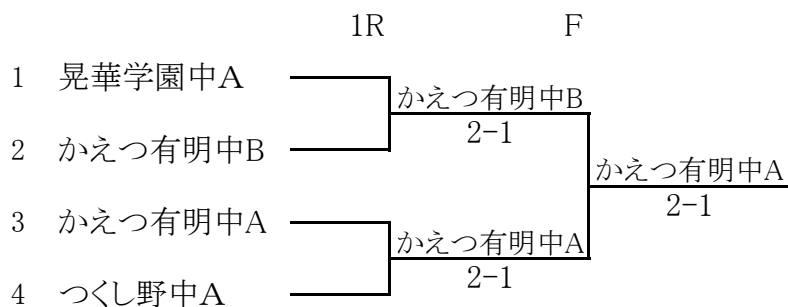 1R F
1 晃華学園中A
かえつ有明中B
2-1
2 かえつ有明中B
かえつ有明中A
2-1
3 かえつ有明中A
かえつ有明中A
2-1
4 つくし野中A